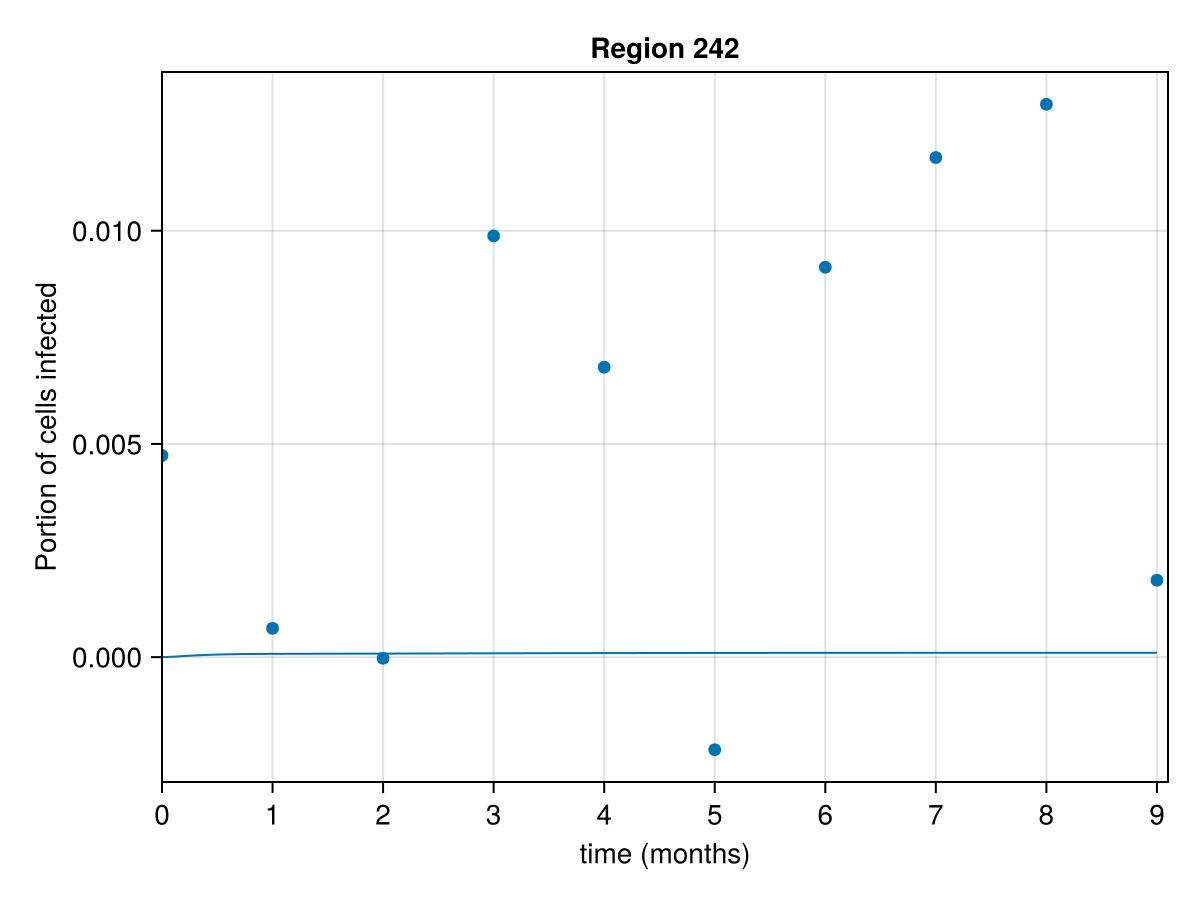 Region 242
Portion of cells infected
0.010
0.005
0.000
0 1 2 3 4 5 6 7 8 9
time (months)